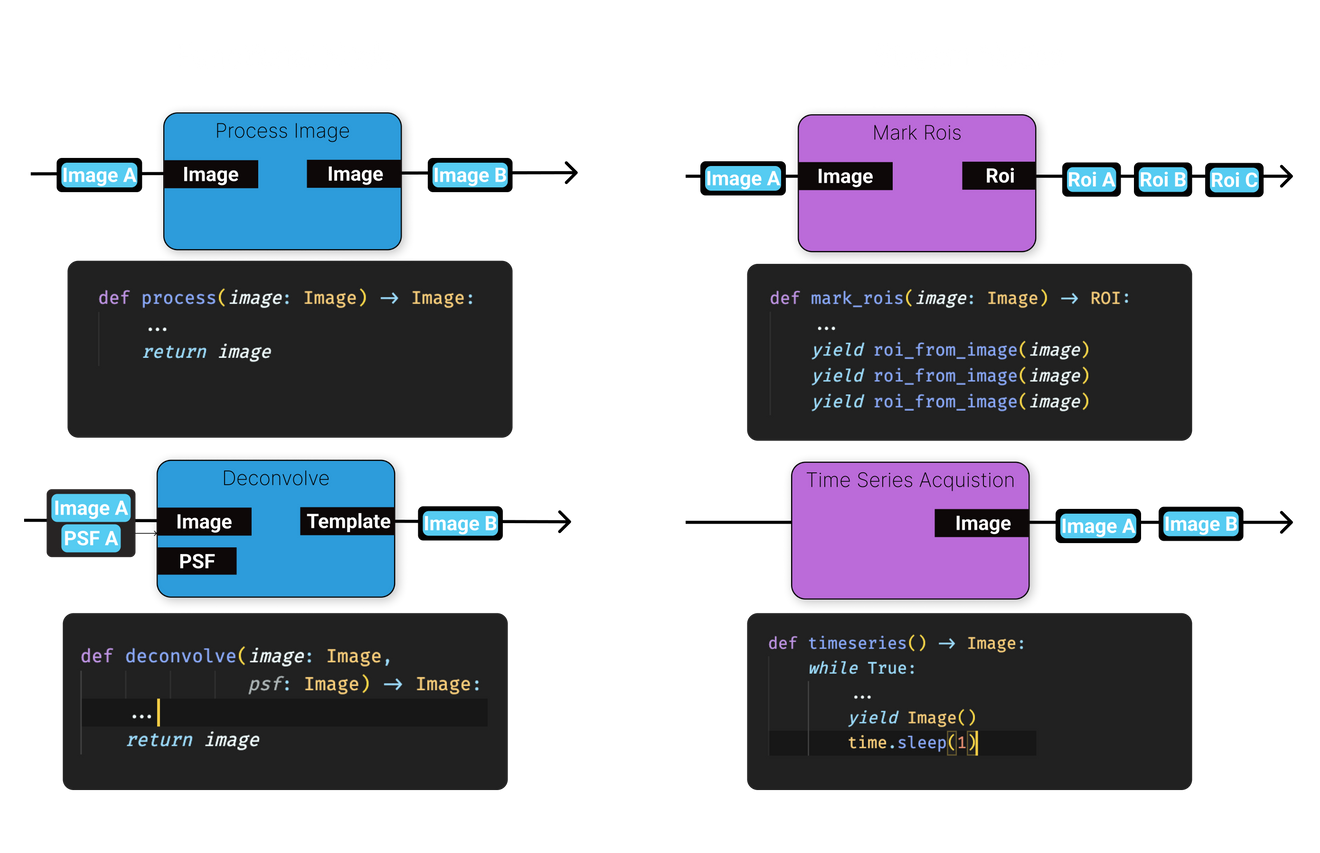 Process Image
Image A
Image
Image
Image B
def process(image: Image) → Image:
...
return image
Mark Rois
Image A
Image
Roi
Roi A
Roi B
Roi C
def mark_rois(image: Image) → ROI:
...
yield roi_from_image(image)
yield roi_from_image(image)
yield roi_from_image(image)
Deconvolve
Image A
PSF A
Image
PSF
Template
Image B
def deconvolve(image: Image,
psf: Image) → Image:
...
return image
Time Series Acquistion
Image
Image A
Image B
def timeseries() → Image:
while True:
...
yield Image()
time.sleep(1)